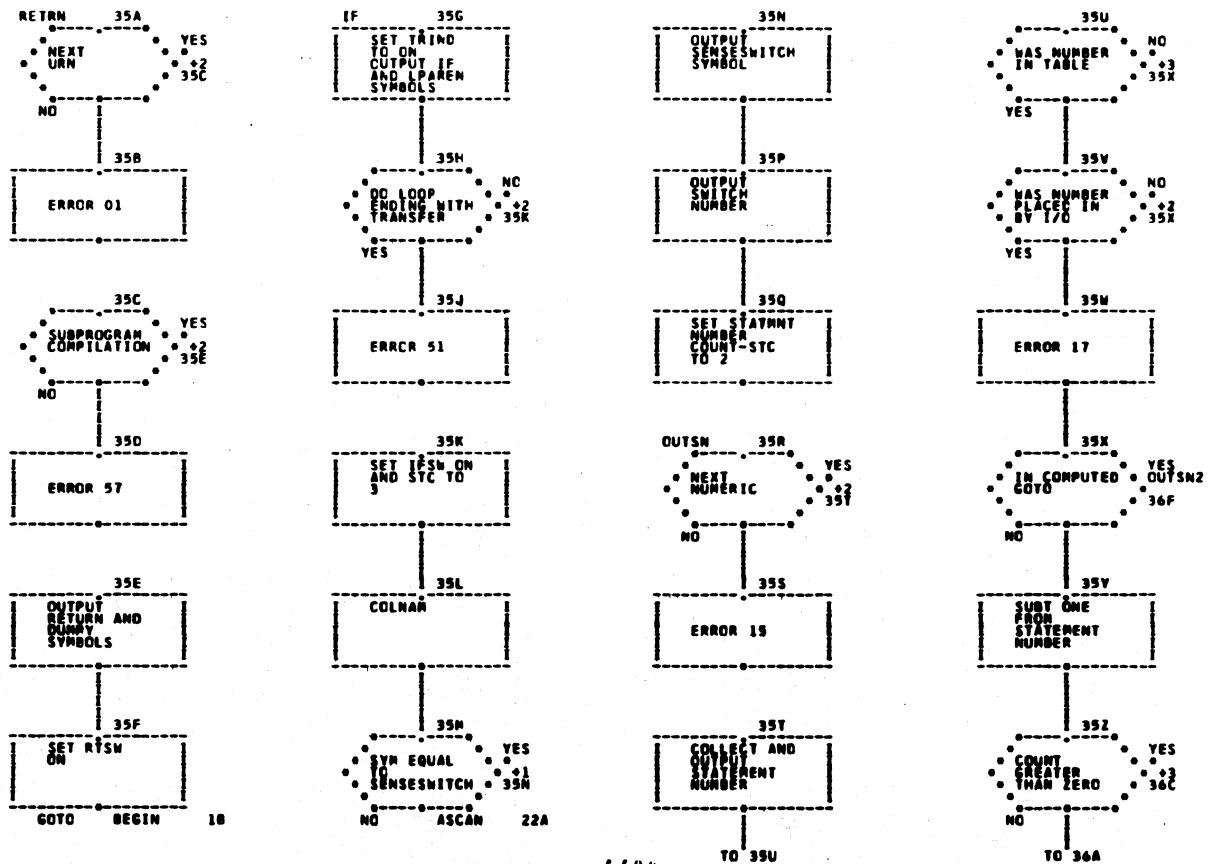 RETRN 35A
NEXT
URN
YES
+2
35C
NO
35B
ERROR 01
35C
SUBPROGRAM
COMPILATION
YES
+2
35E
NO
35D
ERROR 57
35E
OUTPUT
RETURN AND
DUMMY
SYMBOLS
35F
SET RTSW
ON
GOTO BEGIN 18
IF 35G
SET TRIND
TO ON
CUTPUT IF
AND LPAREN
SYMBOLS
35H
DO LOOP
ENDING WITH
TRANSFER
NO
+2
35K
YES
35J
ERRCR 51
35K
SET IFSW ON
AND STC TO
3
35L
COLNAM
35M
SYM EQUAL
TO
SENSESWITCH
YES
+1
35N
NO ASCAN 22A
35N
OUTPUT
SENSESWITCH
SYMBOL
35P
OUTPUT
SWITCH
NUMBER
35Q
SET STATMNT
NUMBER
COUNT-STC
TO 2
OUTSN 35R
NEXT
NUMERIC
YES
+2
35T
NO
35S
ERROR 15
35T
COLLECT AND
OUTPUT
STATEMENT
NUMBER
TO 35U
35U
WAS NUMBER
IN TABLE
NO
+3
35X
YES
35V
WAS NUMBER
PLACED IN
BY I/O
NO
+2
35X
YES
35W
ERROR 17
35X
IN COMPUTED
GOTO
YES
OUTSN2
36F
NO
35Y
SUBT ONE
FROM
STATEMENT
NUMBER
35Z
COUNT
GREATER
THAN ZERO
YES
+3
36C
NO
TO 36A